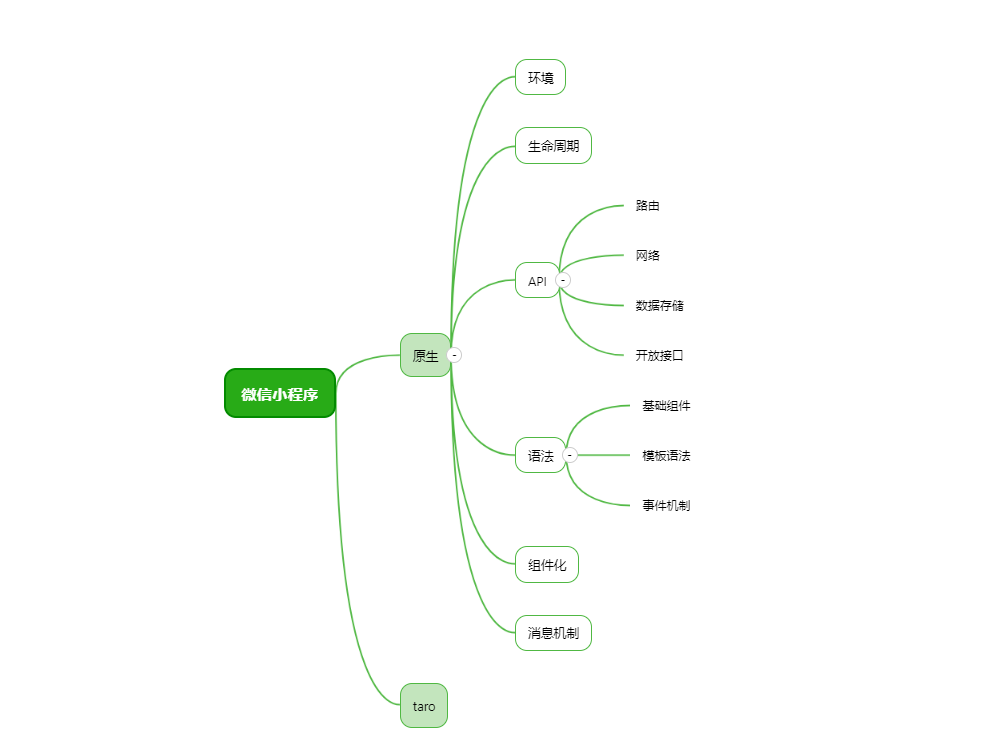 微信小程序
原生
环境
生命周期
API
-
路由
网络
数据存储
开放接口
-
语法
-
基础组件
模板语法
事件机制
组件化
消息机制
taro